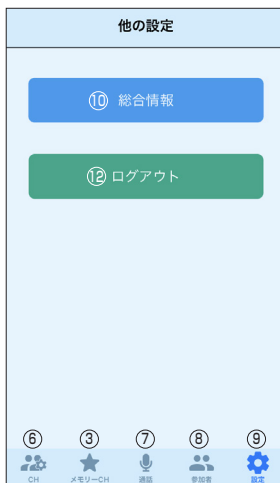 他の設定
⑩ 総合情報
⑫ ログアウト
⑥ ③ ⑦ ⑧ ⑨
CH メモリーCH 通話 参加者 設定